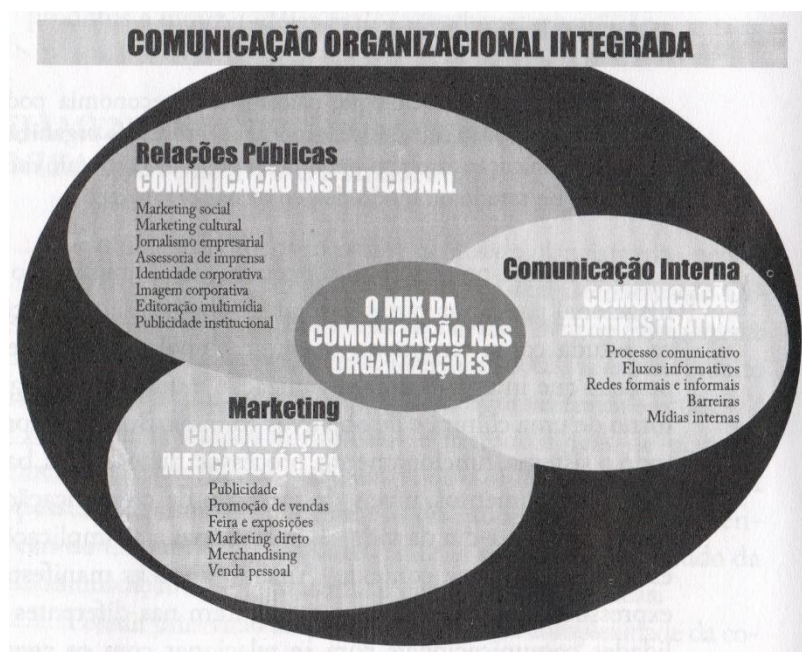 COMUNICAÇÃO ORGANIZACIONAL INTEGRADA
Relações Públicas
COMUNICAÇÃO INSTITUCIONAL
Marketing social
Marketing cultural
Jornalismo empresarial
Assessoria de imprensa
Identidade corporativa
Imagem corporativa
Editoração multimídia
Publicidade institucional
Comunicação Interna
COMUNICAÇÃO
ADMINISTRATIVA
Processo comunicativo
Fluxos informativos
Redes formais e informais
Barreiras
Mídias internas
O MIX DA
COMUNICAÇÃO NAS
ORGANIZAÇÕES
Marketing
COMUNICAÇÃO
MERCADOLÓGICA
Publicidade
Promoção de vendas
Feira e exposições
Marketing direto
Merchandising
Venda pessoal